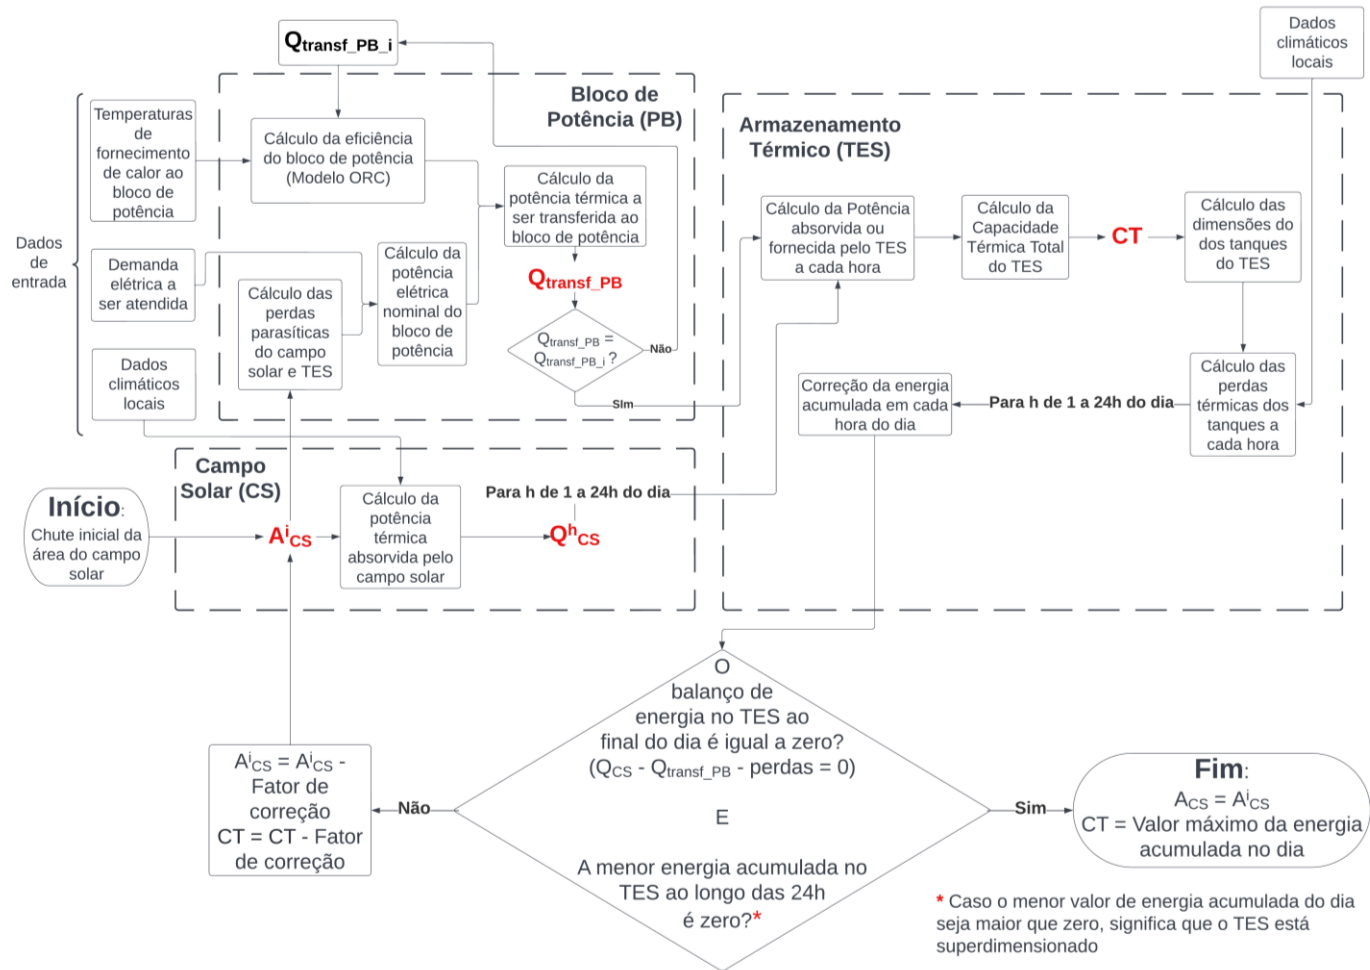 Q transf_PB_i
Dados
climáticos
locais
Bloco de
Potência (PB)
Temperaturas
de
fornecimento
de calor ao
bloco de
potência
Cálculo da eficiência
do bloco de potência
(Modelo ORC)
Cálculo da
potência térmica a
ser transferida ao
bloco de potência
Armazenamento
Térmico (TES)
Cálculo da Potência
absorvida ou
fornecida pelo TES
a cada hora
Cálculo da
Capacidade
Térmica Total
do TES
CT
Cálculo das
dimensões do
dos tanques
do TES
Dados
de
entrada
Demanda
elétrica a
ser atendida
Cálculo das
perdas
parasíticas
do campo
solar e TES
Cálculo da
potência
elétrica
nominal do
bloco de
potência
Qtransf_PB
Qtransf_PB =
Qtransf_PB_i ?
Não
Sim
Dados
climáticos
locais
Correção da energia
acumulada em cada
hora do dia
Para h de 1 a 24h do dia
Cálculo das
perdas
térmicas dos
tanques a
cada hora
Campo
Solar (CS)
Início:
Chute inicial da
área do campo
solar
AiCS
Cálculo da
potência
térmica
absorvida pelo
campo solar
Para h de 1 a 24h do dia
QhCS
O
balanço de
energia no TES ao
final do dia é igual a zero?
(QCS - Qtransf_PB - perdas = 0)
E
A menor energia acumulada no
TES ao longo das 24h
é zero?*
Não
Sim
AiCS = AiCS -
Fator de
correção
CT = CT - Fator
de correção
Fim:
ACS = AiCS
CT = Valor máximo da energia
acumulada no dia
* Caso o menor valor de energia acumulada do dia
seja maior que zero, significa que o TES está
superdimensionado